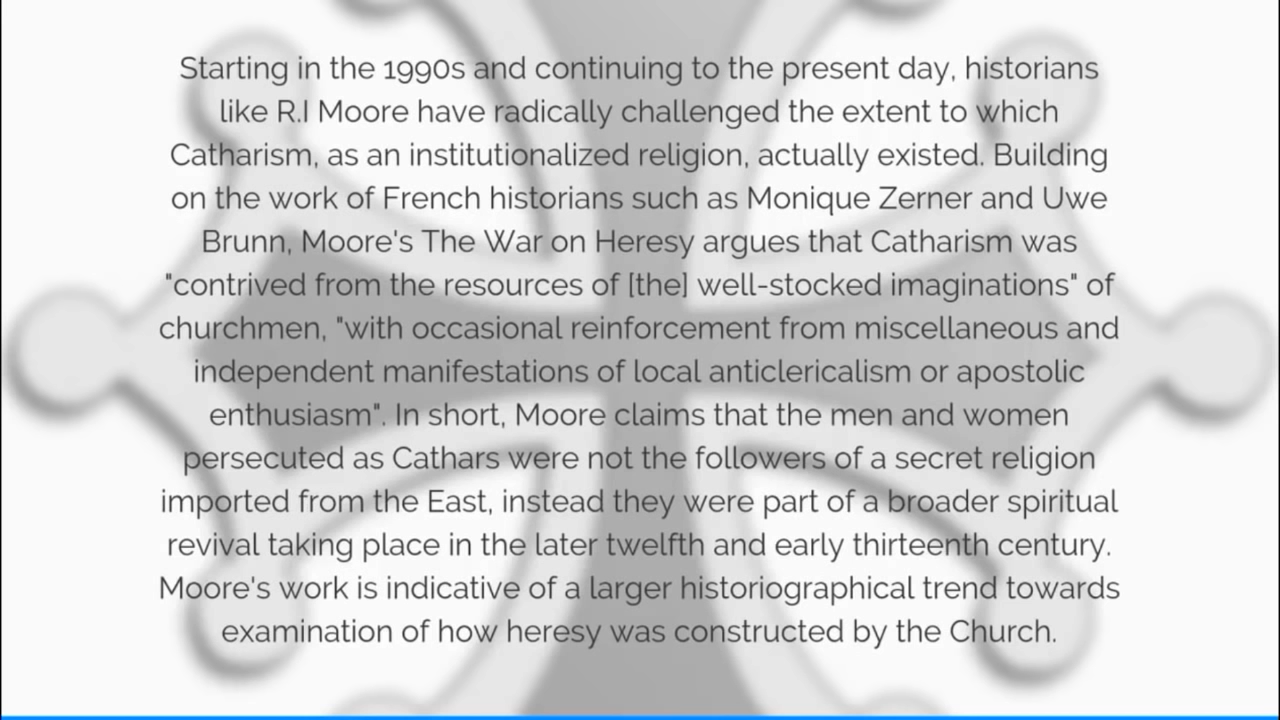 Starting in the 1990s and continuing to the present day, historians
like R.I Moore have radically challenged the extent to which
Catharism, as an institutionalized religion, actually existed. Building
on the work of French historians such as Monique Zerner and Uwe
Brunn, Moore's The War on Heresy argues that Catharism was
"contrived from the resources of [the] well-stocked imaginations" of
churchmen, "with occasional reinforcement from miscellaneous and
independent manifestations of local anticlericalism or apostolic
enthusiasm". In short, Moore claims that the men and women
persecuted as Cathars were not the followers of a secret religion
imported from the East, instead they were part of a broader spiritual
revival taking place in the later twelfth and early thirteenth century.
Moore's work is indicative of a larger historiographical trend towards
examination of how heresy was constructed by the Church.